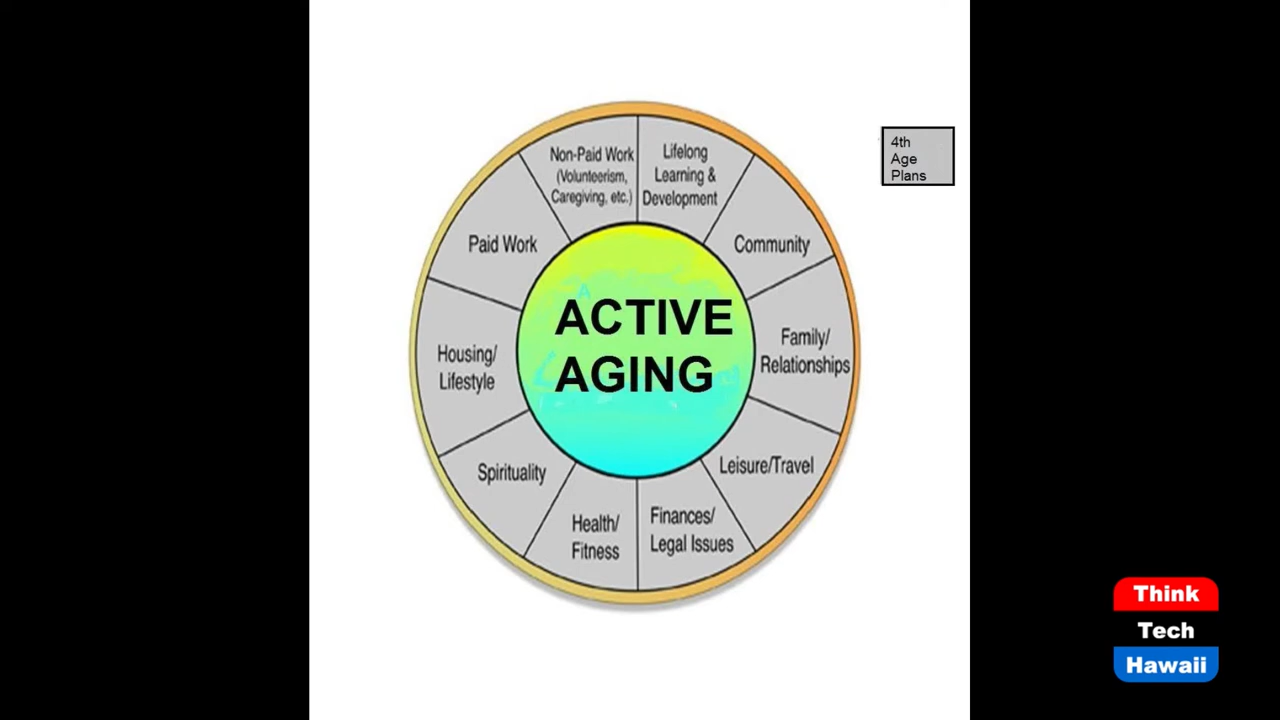 Non-Paid Work
(Volunteerism,
Caregiving, etc.)
Lifelong
Learning &
Development
4th
Age
Plans
Paid Work
Community
ACTIVE
AGING
Housing/
Lifestyle
Family/
Relationships
Spirituality
Leisure/Travel
Health/
Fitness
Finances/
Legal Issues
Think
Tech
Hawaii